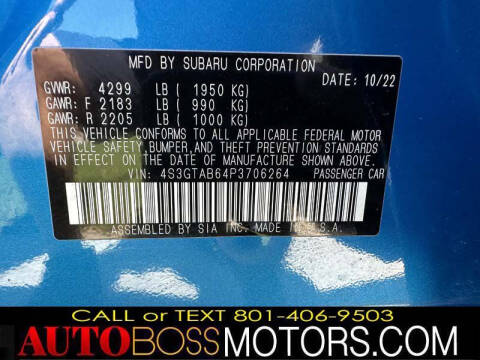 MFD BY SUBARU CORPORATION
DATE: 10/22
GVWR: 4299 LB ( 1950 KG)
GAWR: F 2183 LB ( 990 KG)
GAWR: R 2205 LB ( 1000 KG)
THIS VEHICLE CONFORMS TO ALL APPLICABLE FEDERAL MOTOR
VEHICLE SAFETY, BUMPER, AND THEFT PREVENTION STANDARDS
IN EFFECT ON THE DATE OF MANUFACTURE SHOWN ABOVE.
VIN: 4S3GTAB64P3706264 PASSENGER CAR
ASSEMBLED BY SIA INC. MADE IN U.S.A.
CALL or TEXT 801-406-9503
AUTOBOSSMOTORS.COM